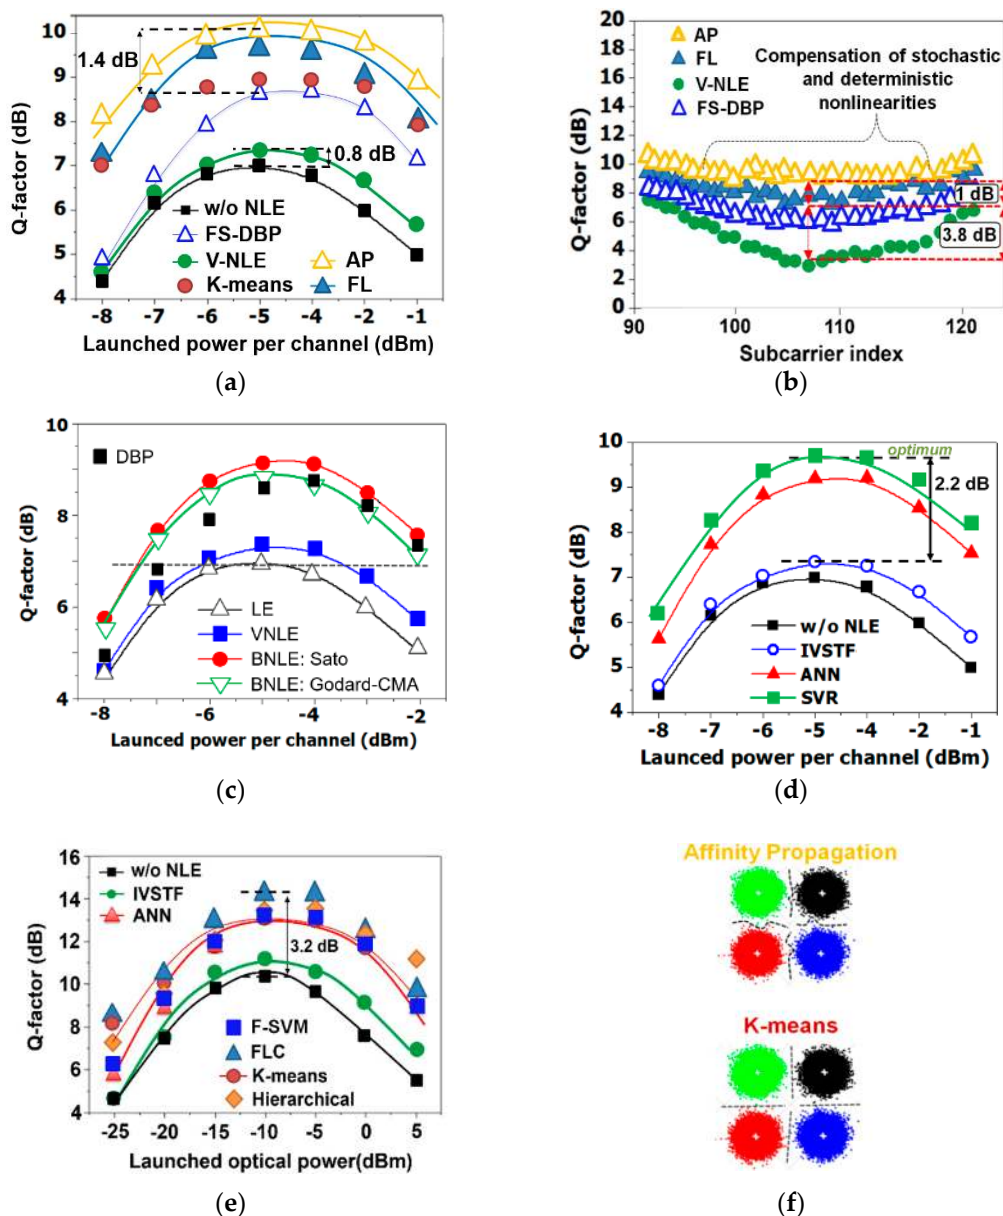 10
9
8
7
6
5
4
Q-factor (dB)
1.4 dB
0.8 dB
w/o NLE
FS-DBP
V-NLE
AP
K-means
FL
-8 -7 -6 -5 -4 -2 -1
Launched power per channel (dBm)
(a)
20
18
16
14
12
10
8
6
4
2
0
Q-factor (dB)
AP
FL
V-NLE
FS-DBP
Compensation of stochastic
and deterministic
nonlinearities
1 dB
3.8 dB
90 100 110 120
Subcarrier index
(b)
10
9
8
7
6
5
4
Q-factor (dB)
DBP
LE
VNLE
BNLE: Sato
BNLE: Godard-CMA
-8 -7 -6 -5 -4 -3 -2
Launced power per channel (dBm)
(c)
10
9
8
7
6
5
4
Q-factor (dB)
optimum
2.2 dB
w/o NLE
IVSTF
ANN
SVR
-8 -7 -6 -5 -4 -2 -1
Launced power per channel (dBm)
(d)
16
14
12
10
8
6
4
Q-factor (dB)
w/o NLE
IVSTF
ANN
3.2 dB
F-SVM
FLC
K-means
Hierarchical
-25 -20 -15 -10 -5 0 5
Launched optical power(dBm)
(e)
Affinity Propagation
K-means
(f)